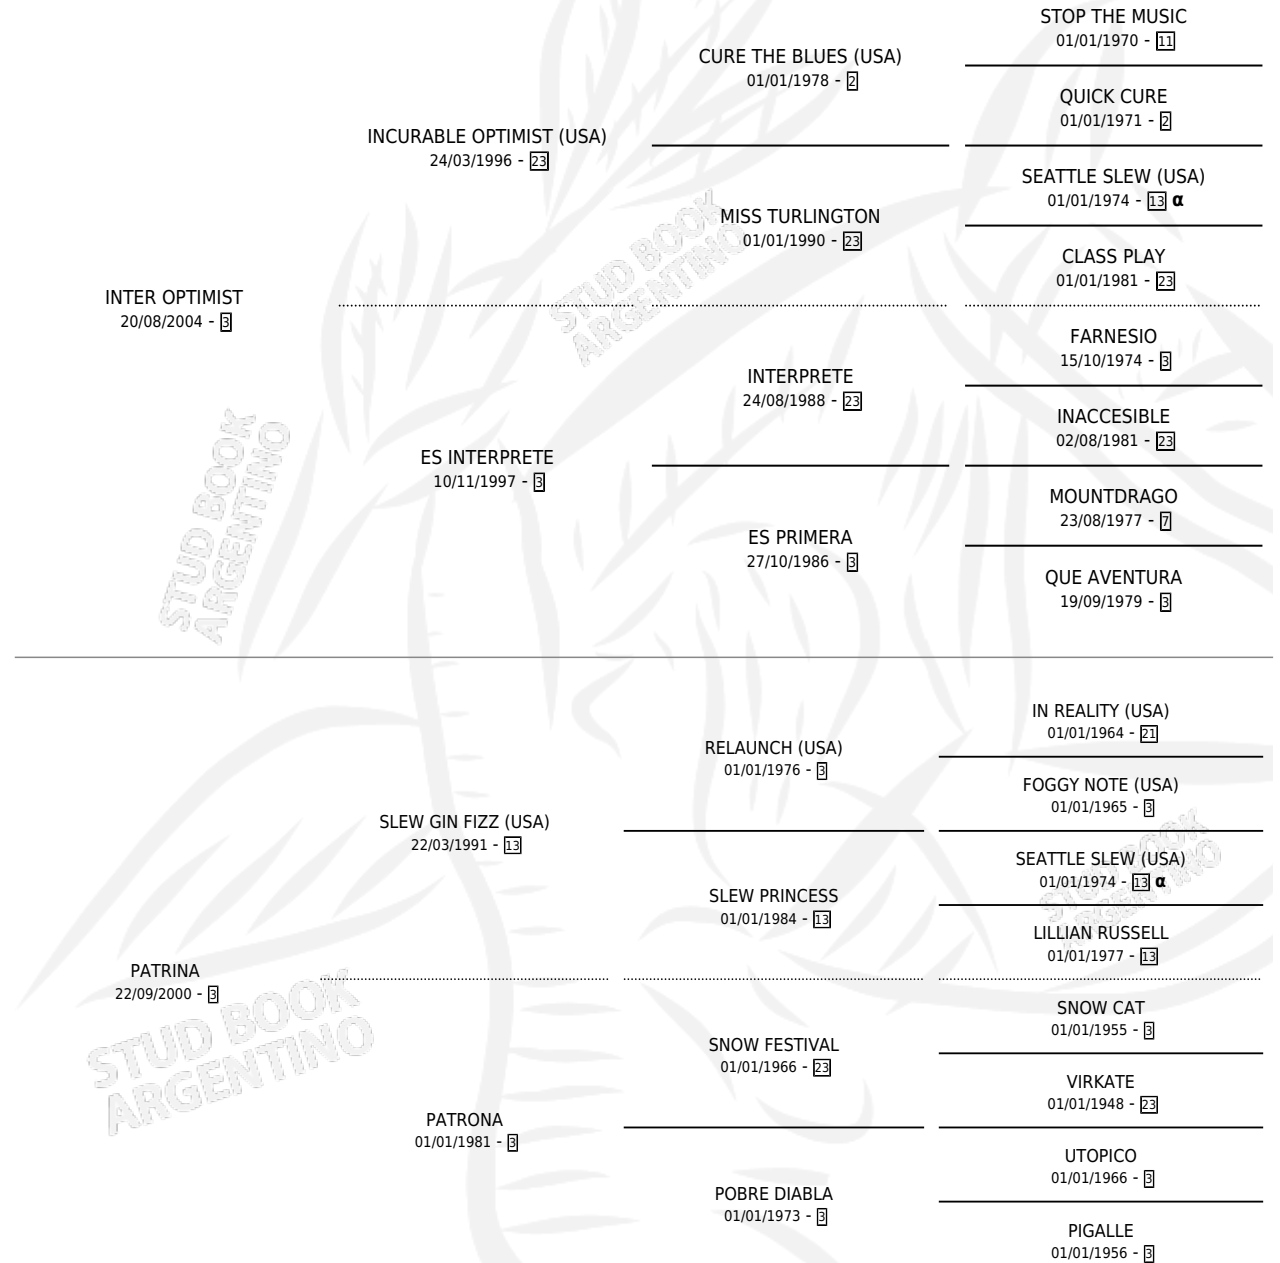 STOP THE MUSIC
01/01/1970 - 11
CURE THE BLUES (USA)
01/01/1978 - 2
QUICK CURE
01/01/1971 - 2
INCURABLE OPTIMIST (USA)
24/03/1996 - 23
SEATTLE SLEW (USA)
01/01/1974 - 13 α
MISS TURLINGTON
01/01/1990 - 23
CLASS PLAY
01/01/1981 - 23
INTER OPTIMIST
20/08/2004 - 3
FARNESIO
15/10/1974 - 3
INTERPRETE
24/08/1988 - 23
INACCESIBLE
02/08/1981 - 23
ES INTERPRETE
10/11/1997 - 3
MOUNTDRAGO
23/08/1977 - 7
ES PRIMERA
27/10/1986 - 3
QUE AVENTURA
19/09/1979 - 3
IN REALITY (USA)
01/01/1964 - 21
RELAUNCH (USA)
01/01/1976 - 3
FOGGY NOTE (USA)
01/01/1965 - 3
SLEW GIN FIZZ (USA)
22/03/1991 - 13
SEATTLE SLEW (USA)
01/01/1974 - 13 α
SLEW PRINCESS
01/01/1984 - 13
LILLIAN RUSSELL
01/01/1977 - 13
PATRINA
22/09/2000 - 3
SNOW CAT
01/01/1955 - 3
SNOW FESTIVAL
01/01/1966 - 23
VIRKATE
01/01/1948 - 23
PATRONA
01/01/1981 - 3
UTOPICO
01/01/1966 - 3
POBRE DIABLA
01/01/1973 - 3
PIGALLE
01/01/1956 - 3
STUD BOOK
ARGENTINO
STUD BOOK
ARGENTINO
STUD BOOK
ARGENTINO
STUD BOOK
ARGENTINO